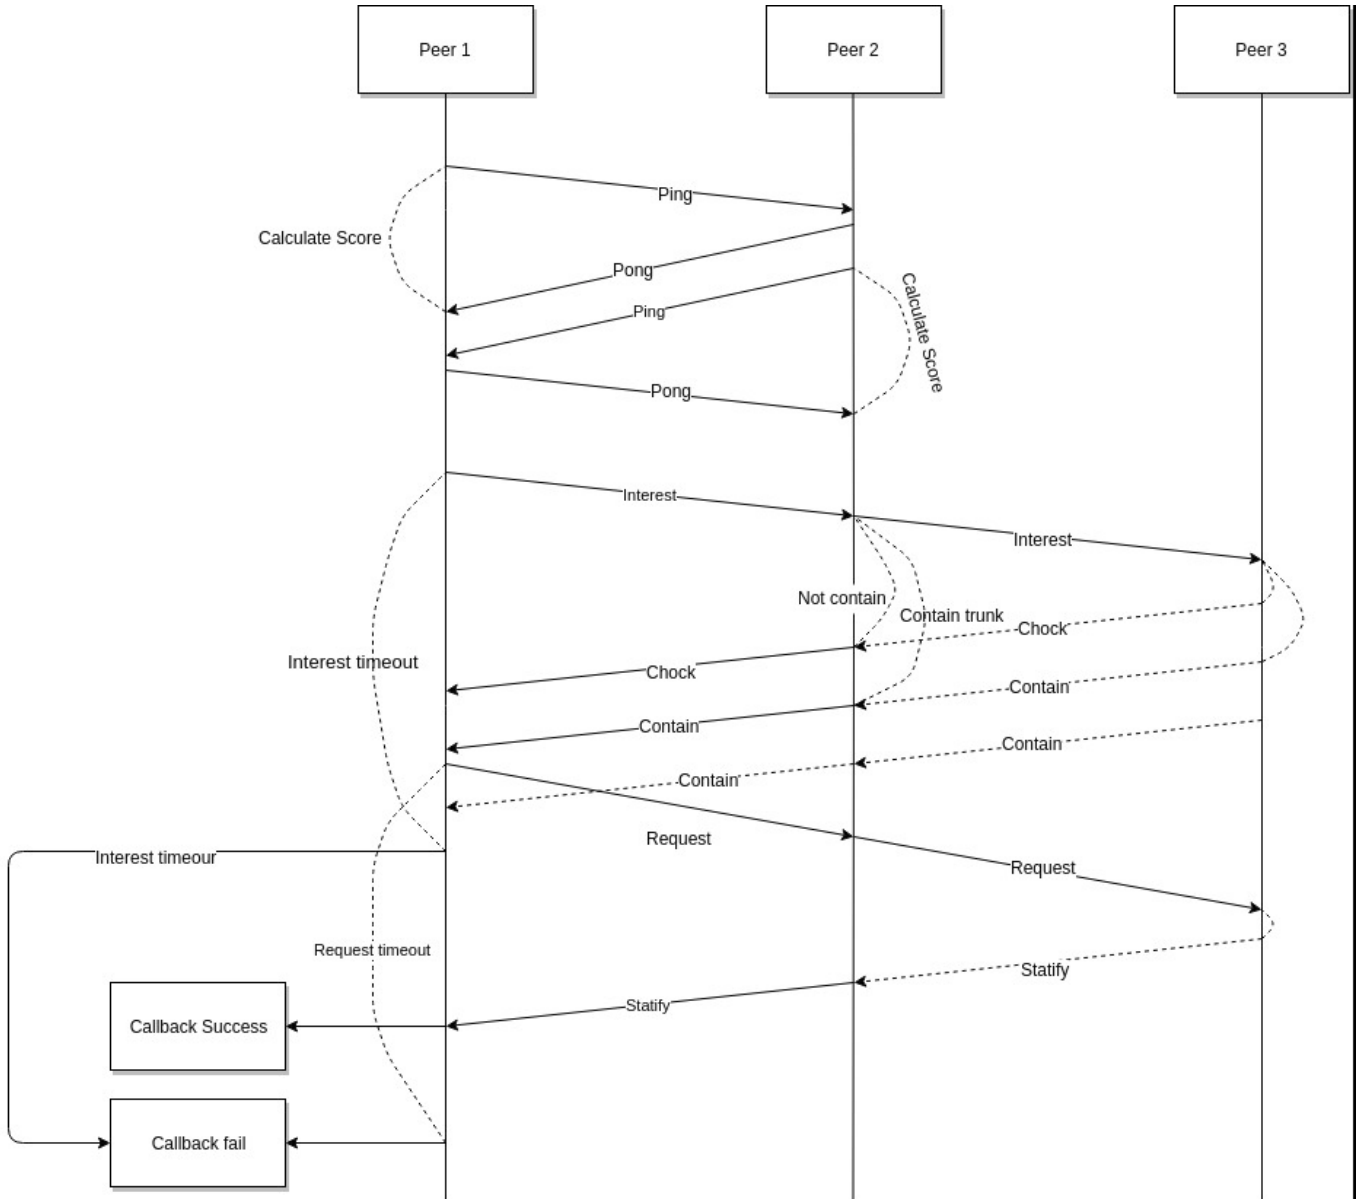 Peer 1
Peer 2
Peer 3
Ping
Calculate Score
Pong
Calculate Score
Ping
Pong
Interest
Interest
Not contain
Contain trunk
Chock
Interest timeout
Chock
Contain
Contain
Contain
Contain
Request
Interest timeour
Request
Request timeout
Statify
Statify
Callback Success
Callback fail